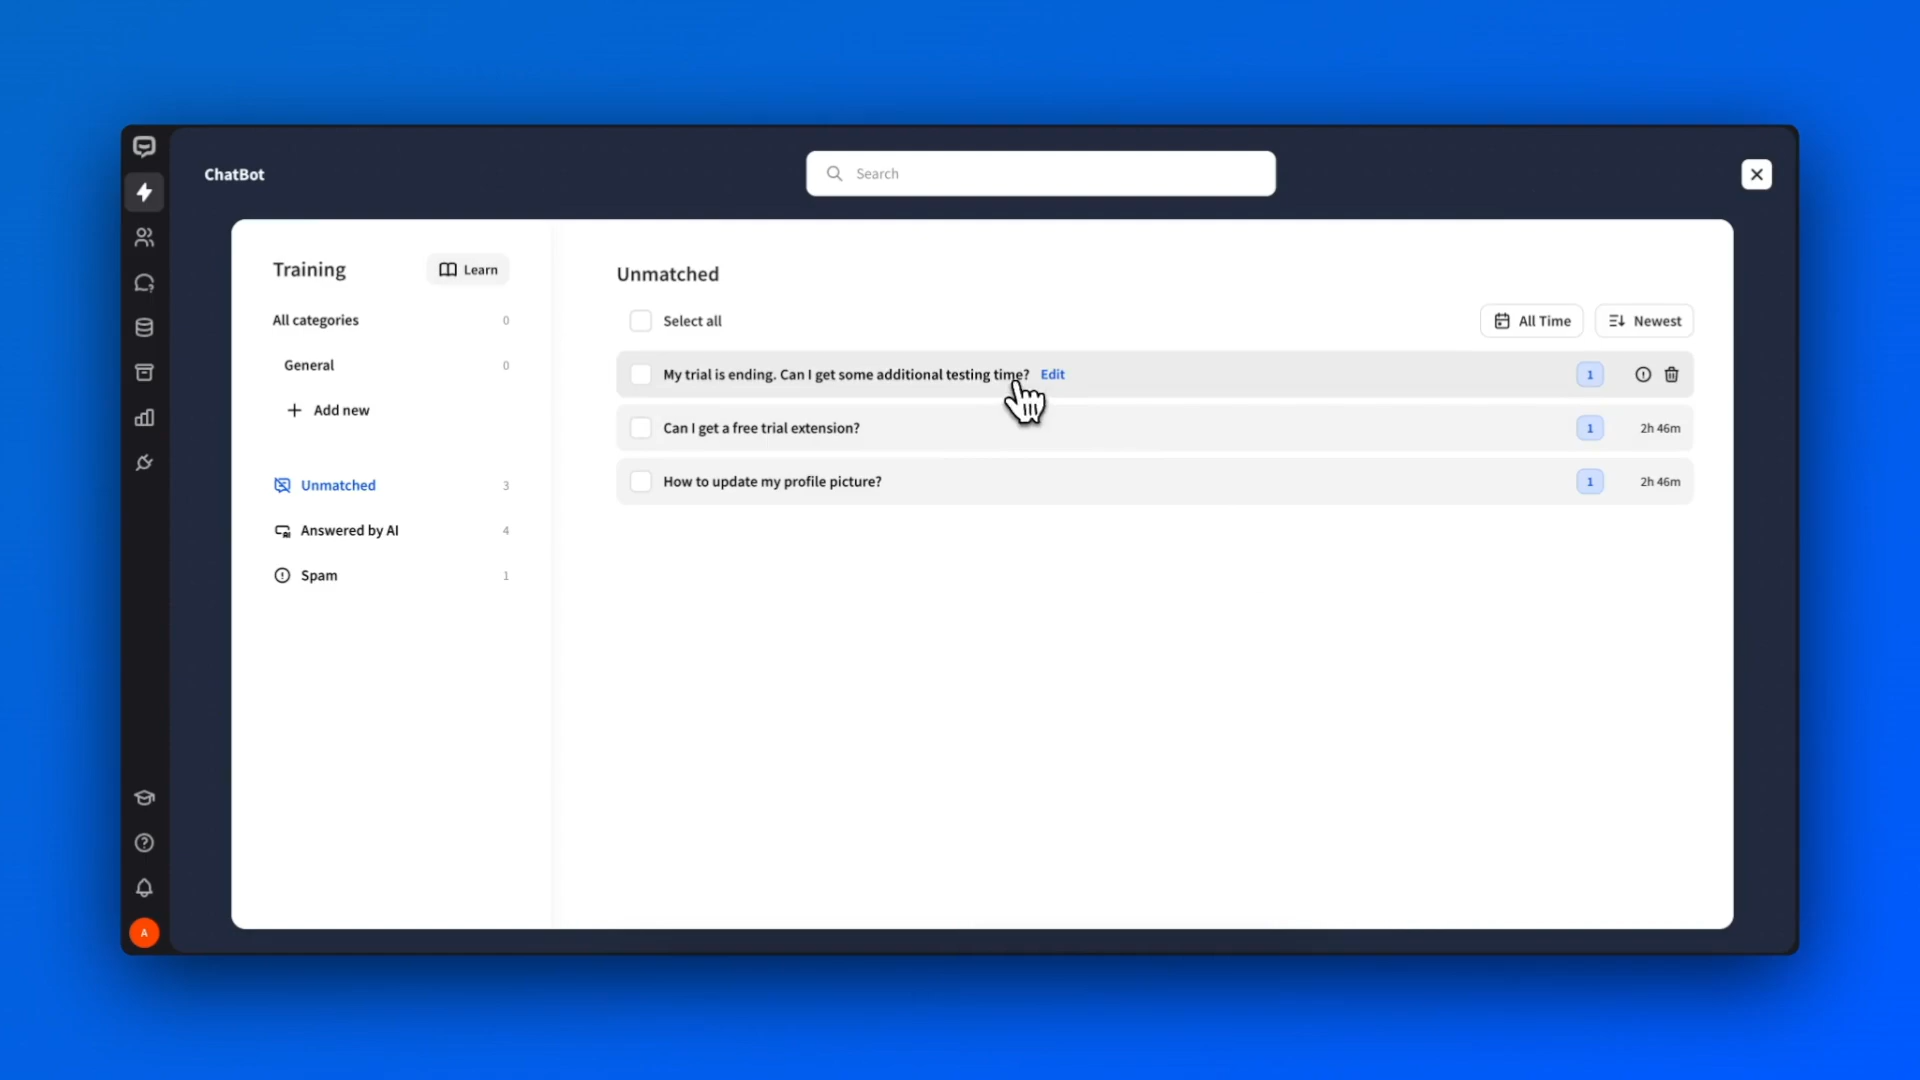 ChatBot
Search
Training
Learn
All categories 0
General 0
Add new
Unmatched 3
Answered by AI 4
Spam 1
A
Unmatched
Select all
All Time
Newest
My trial is ending. Can I get some additional testing time? Edit 1
Can I get a free trial extension? 1 2h 46m
How to update my profile picture? 1 2h 46m